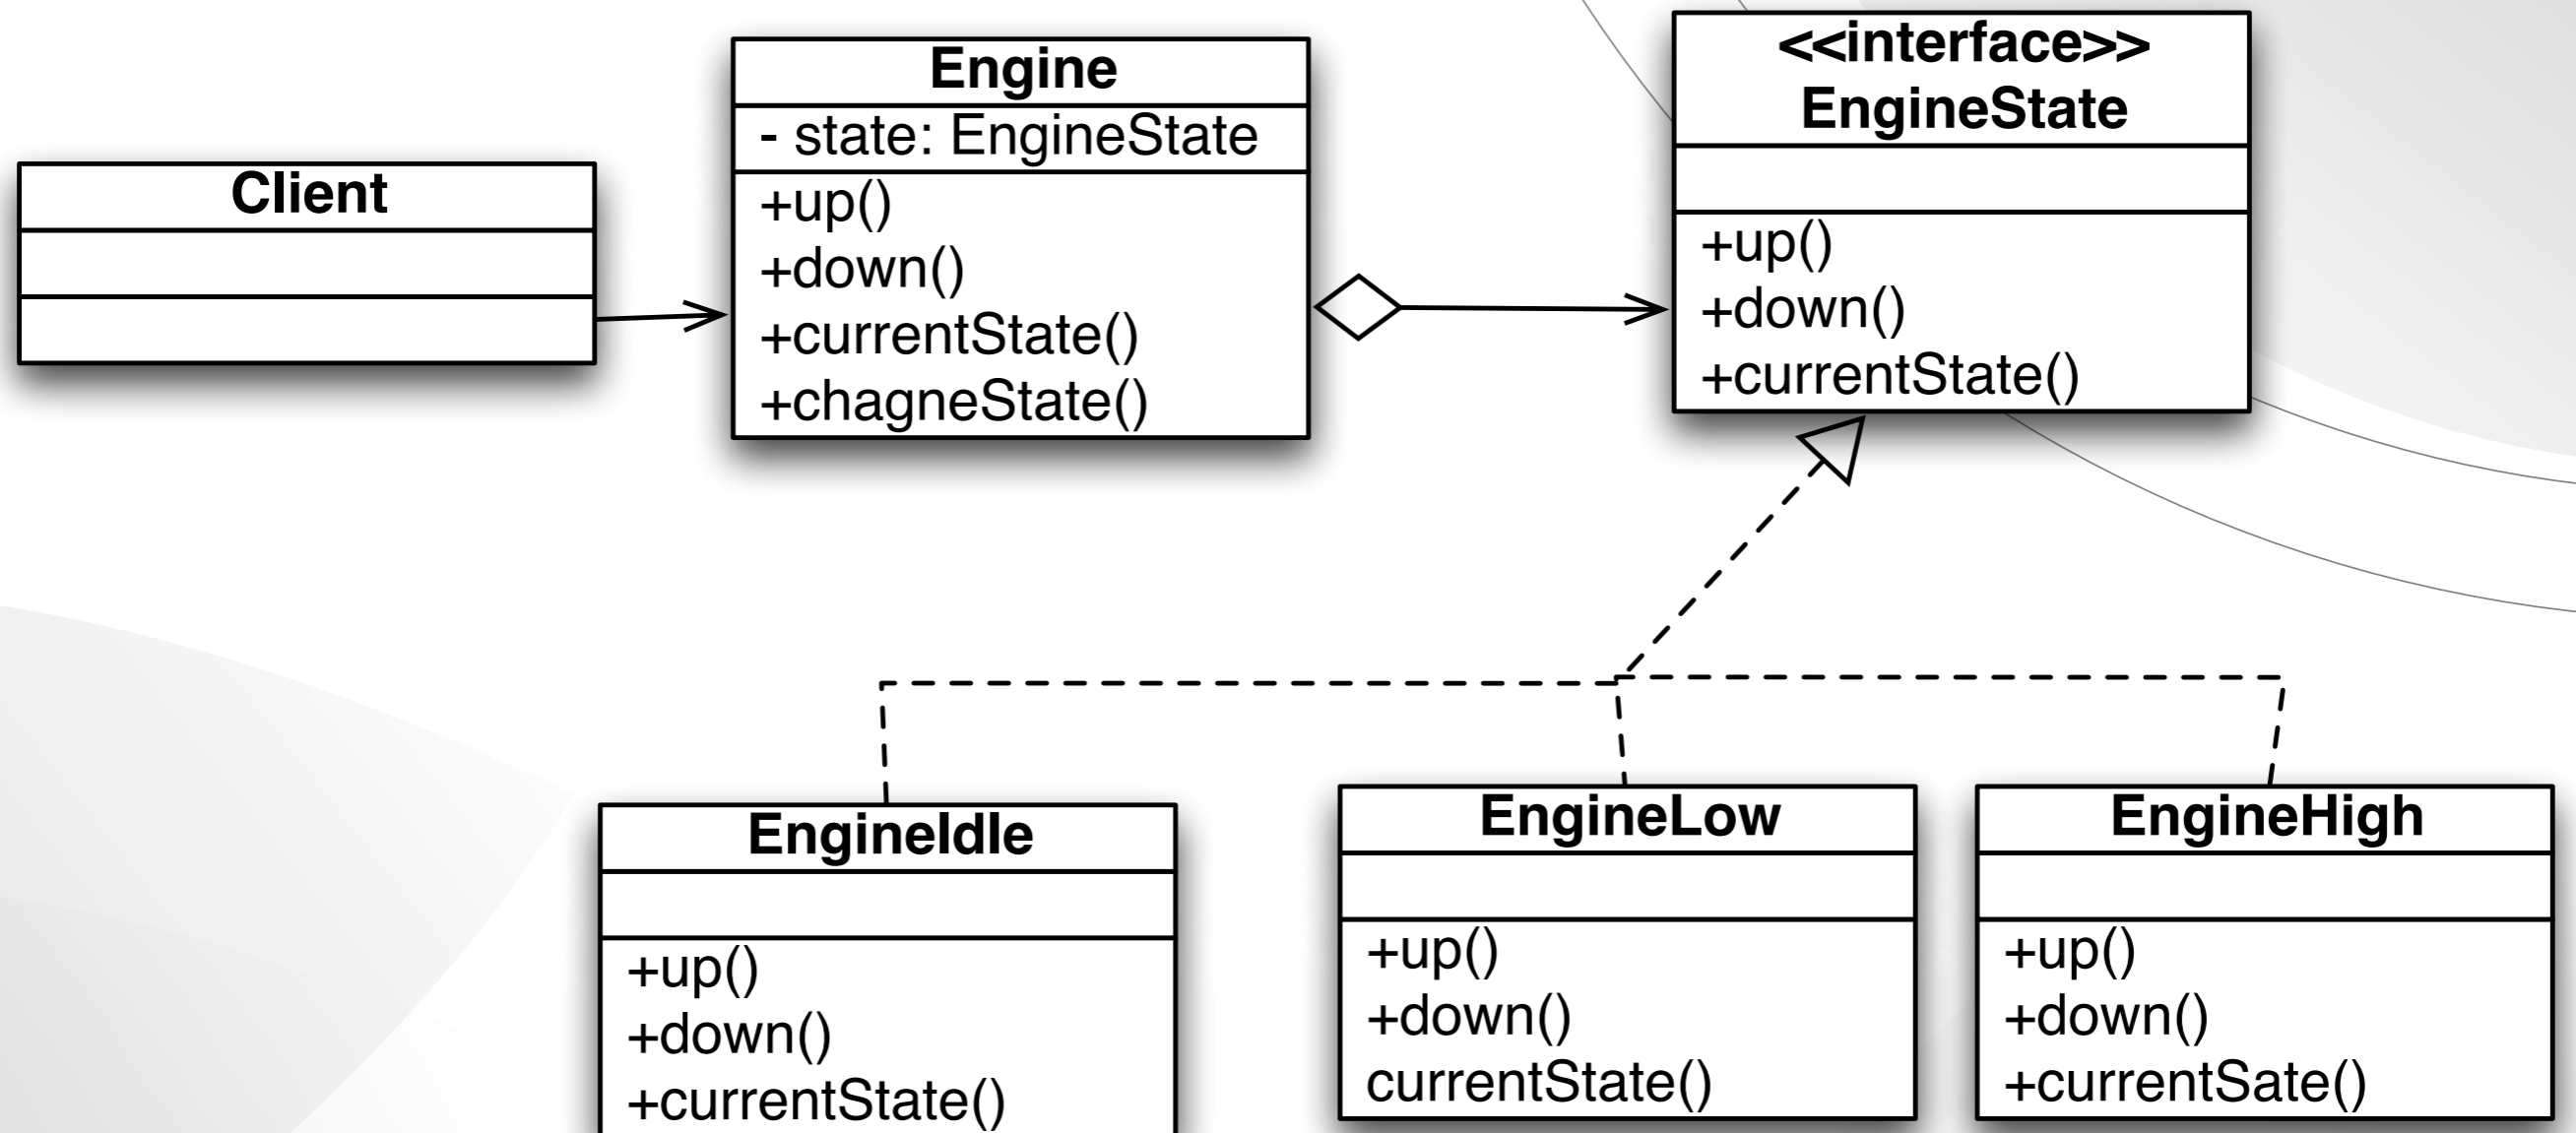 Client
Engine
- state: EngineState
+up()
+down()
+currentState()
+chagneState()
<<interface>>
EngineState
+up()
+down()
+currentState()
EngineIdle
+up()
+down()
+currentState()
EngineLow
+up()
+down()
currentState()
EngineHigh
+up()
+down()
+currentSate()